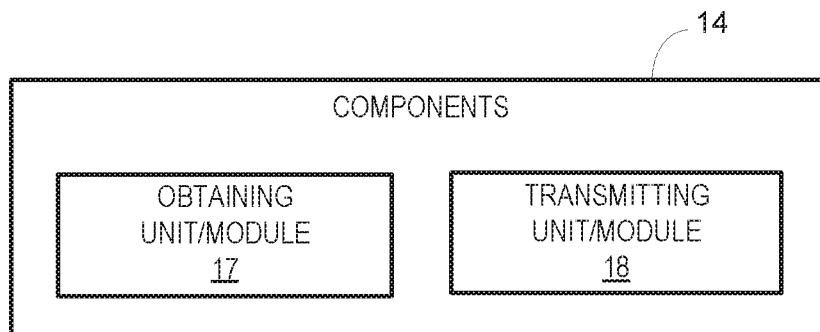 14
COMPONENTS
OBTAINING
UNIT/MODULE
17
TRANSMITTING
UNIT/MODULE
18